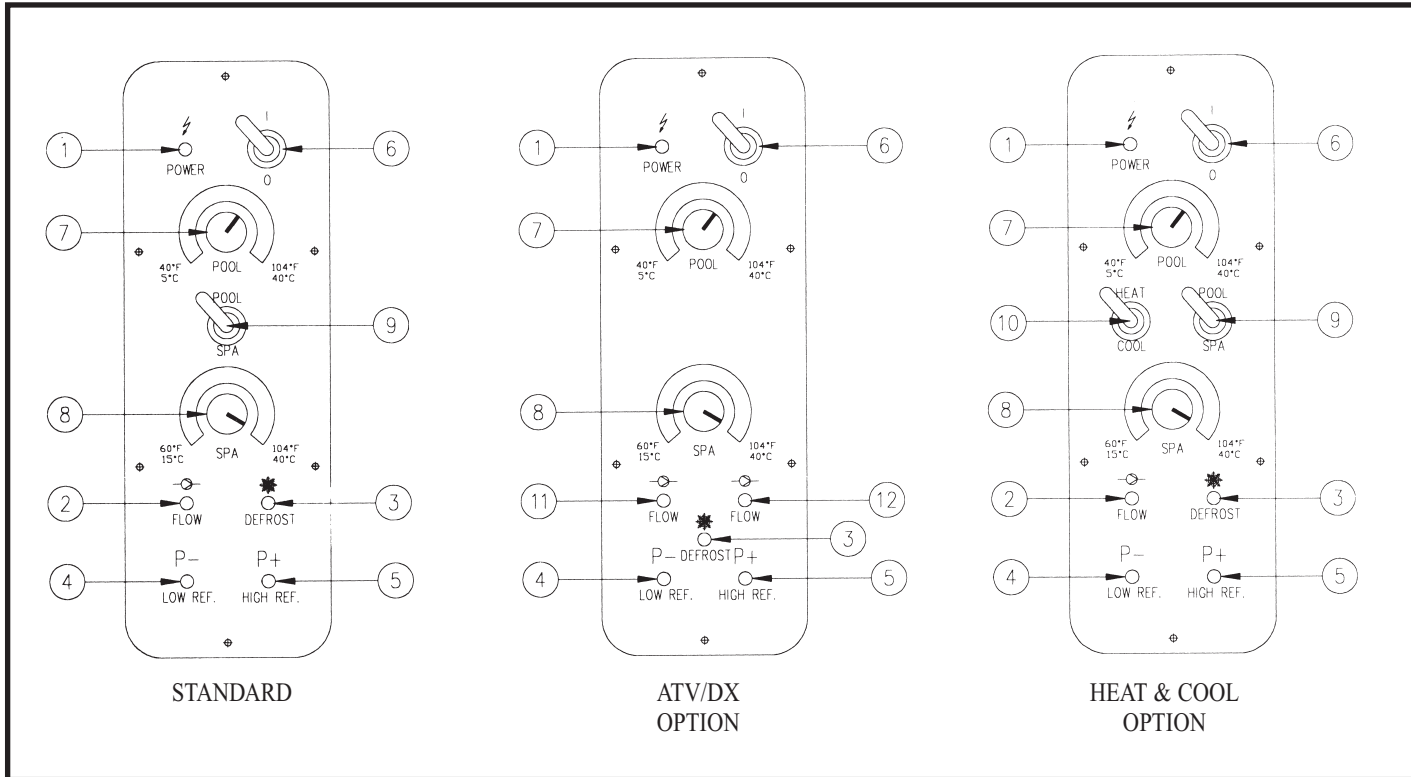 1
POWER
I
0
6
7
40°F
5°C
POOL
104°F
40°C
POOL
SPA
9
8
60°F
15°C
SPA
104°F
40°C
2
FLOW
DEFROST
3
P-
P+
4
LOW REF.
HIGH REF.
5
STANDARD
1
POWER
I
0
6
7
40°F
5°C
POOL
104°F
40°C
8
60°F
15°C
SPA
104°F
40°C
11
FLOW
FLOW
12
3
P- DEFROST P+
4
LOW REF.
HIGH REF.
5
ATV/DX
OPTION
1
POWER
I
0
6
7
40°F
5°C
POOL
104°F
40°C
HEAT
POOL
10
9
COOL
SPA
8
60°F
15°C
SPA
104°F
40°C
2
FLOW
DEFROST
3
P-
P+
4
LOW REF.
HIGH REF.
5
HEAT & COOL
OPTION